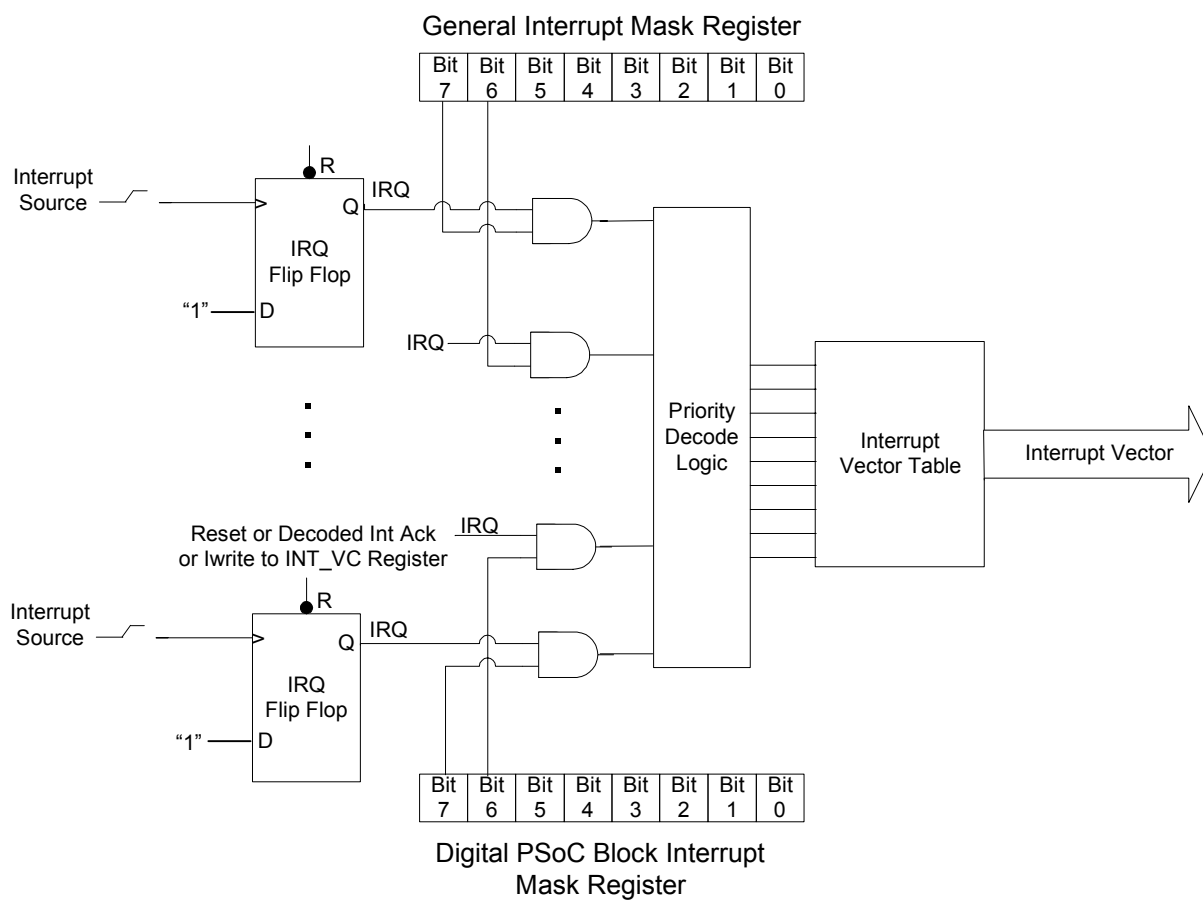 General Interrupt Mask Register
Bit 7
Bit 6
Bit 5
Bit 4
Bit 3
Bit 2
Bit 1
Bit 0
R
Interrupt
Source
>
Q
IRQ
IRQ
Flip Flop
"1"
D
IRQ
Priority
Decode
Logic
Interrupt
Vector Table
Interrupt Vector
Reset or Decoded Int Ack
or Iwrite to INT_VC Register
IRQ
R
Interrupt
Source
>
Q
IRQ
IRQ
Flip Flop
"1"
D
Bit 7
Bit 6
Bit 5
Bit 4
Bit 3
Bit 2
Bit 1
Bit 0
Digital PSoC Block Interrupt
Mask Register